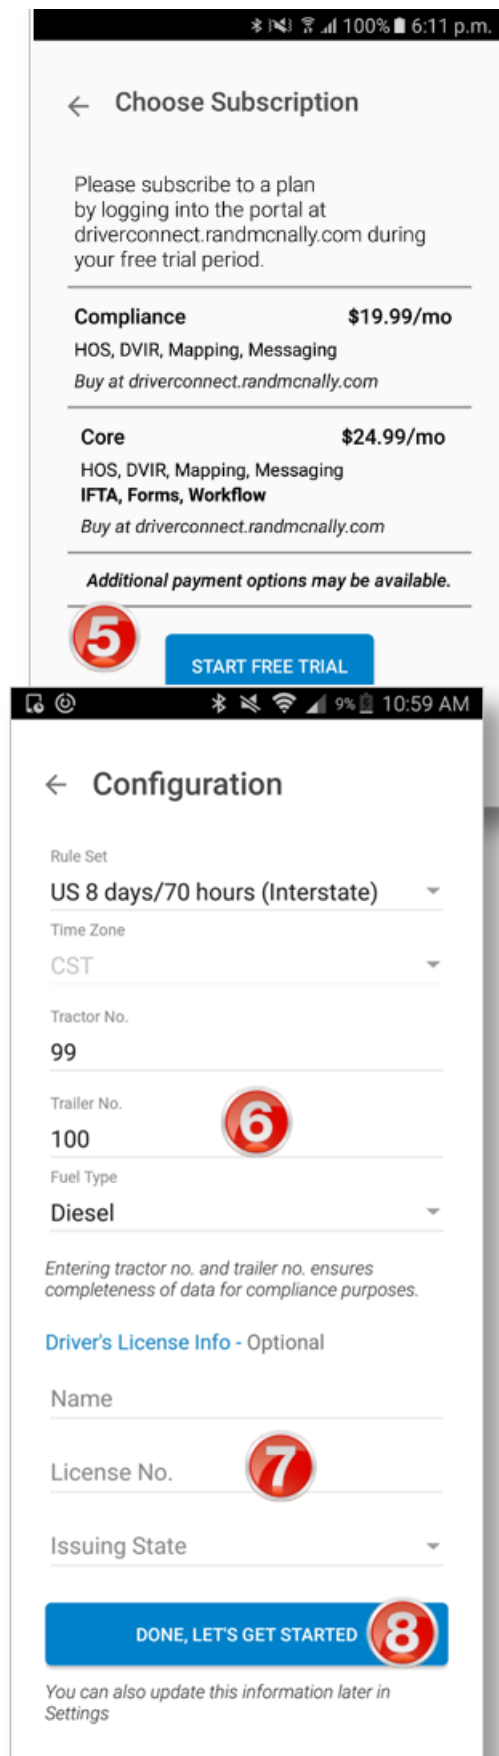 100% 6:11 p.m.
Choose Subscription
Please subscribe to a plan
by logging into the portal at
driverconnect.randmcnally.com during
your free trial period.
Compliance $19.99/mo
HOS, DVIR, Mapping, Messaging
Buy at driverconnect.randmcnally.com
Core $24.99/mo
HOS, DVIR, Mapping, Messaging
IFTA, Forms, Workflow
Buy at driverconnect.randmcnally.com
Additional payment options may be available.
5
START FREE TRIAL
9% 10:59 AM
Configuration
Rule Set
US 8 days/70 hours (Interstate)
Time Zone
CST
Tractor No.
99
Trailer No.
100
6
Fuel Type
Diesel
Entering tractor no. and trailer no. ensures
completeness of data for compliance purposes.
Driver's License Info - Optional
Name
License No.
7
Issuing State
DONE, LET'S GET STARTED
8
You can also update this information later in
Settings